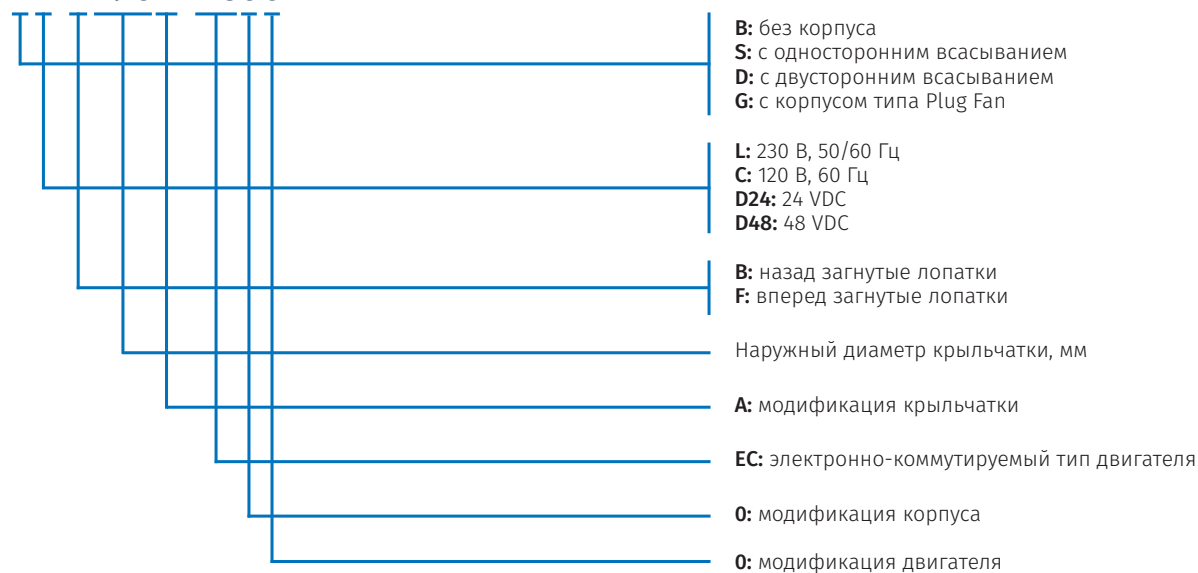 B: без корпуса
S: с односторонним всасыванием
D: с двусторонним всасыванием
G: с корпусом типа Plug Fan
L: 230 В, 50/60 Гц
C: 120 В, 60 Гц
D24: 24 VDC
D48: 48 VDC
B: назад загнутые лопатки
F: вперед загнутые лопатки
Наружный диаметр крыльчатки, мм
A: модификация крыльчатки
EC: электронно-коммутируемый тип двигателя
0: модификация корпуса
0: модификация двигателя